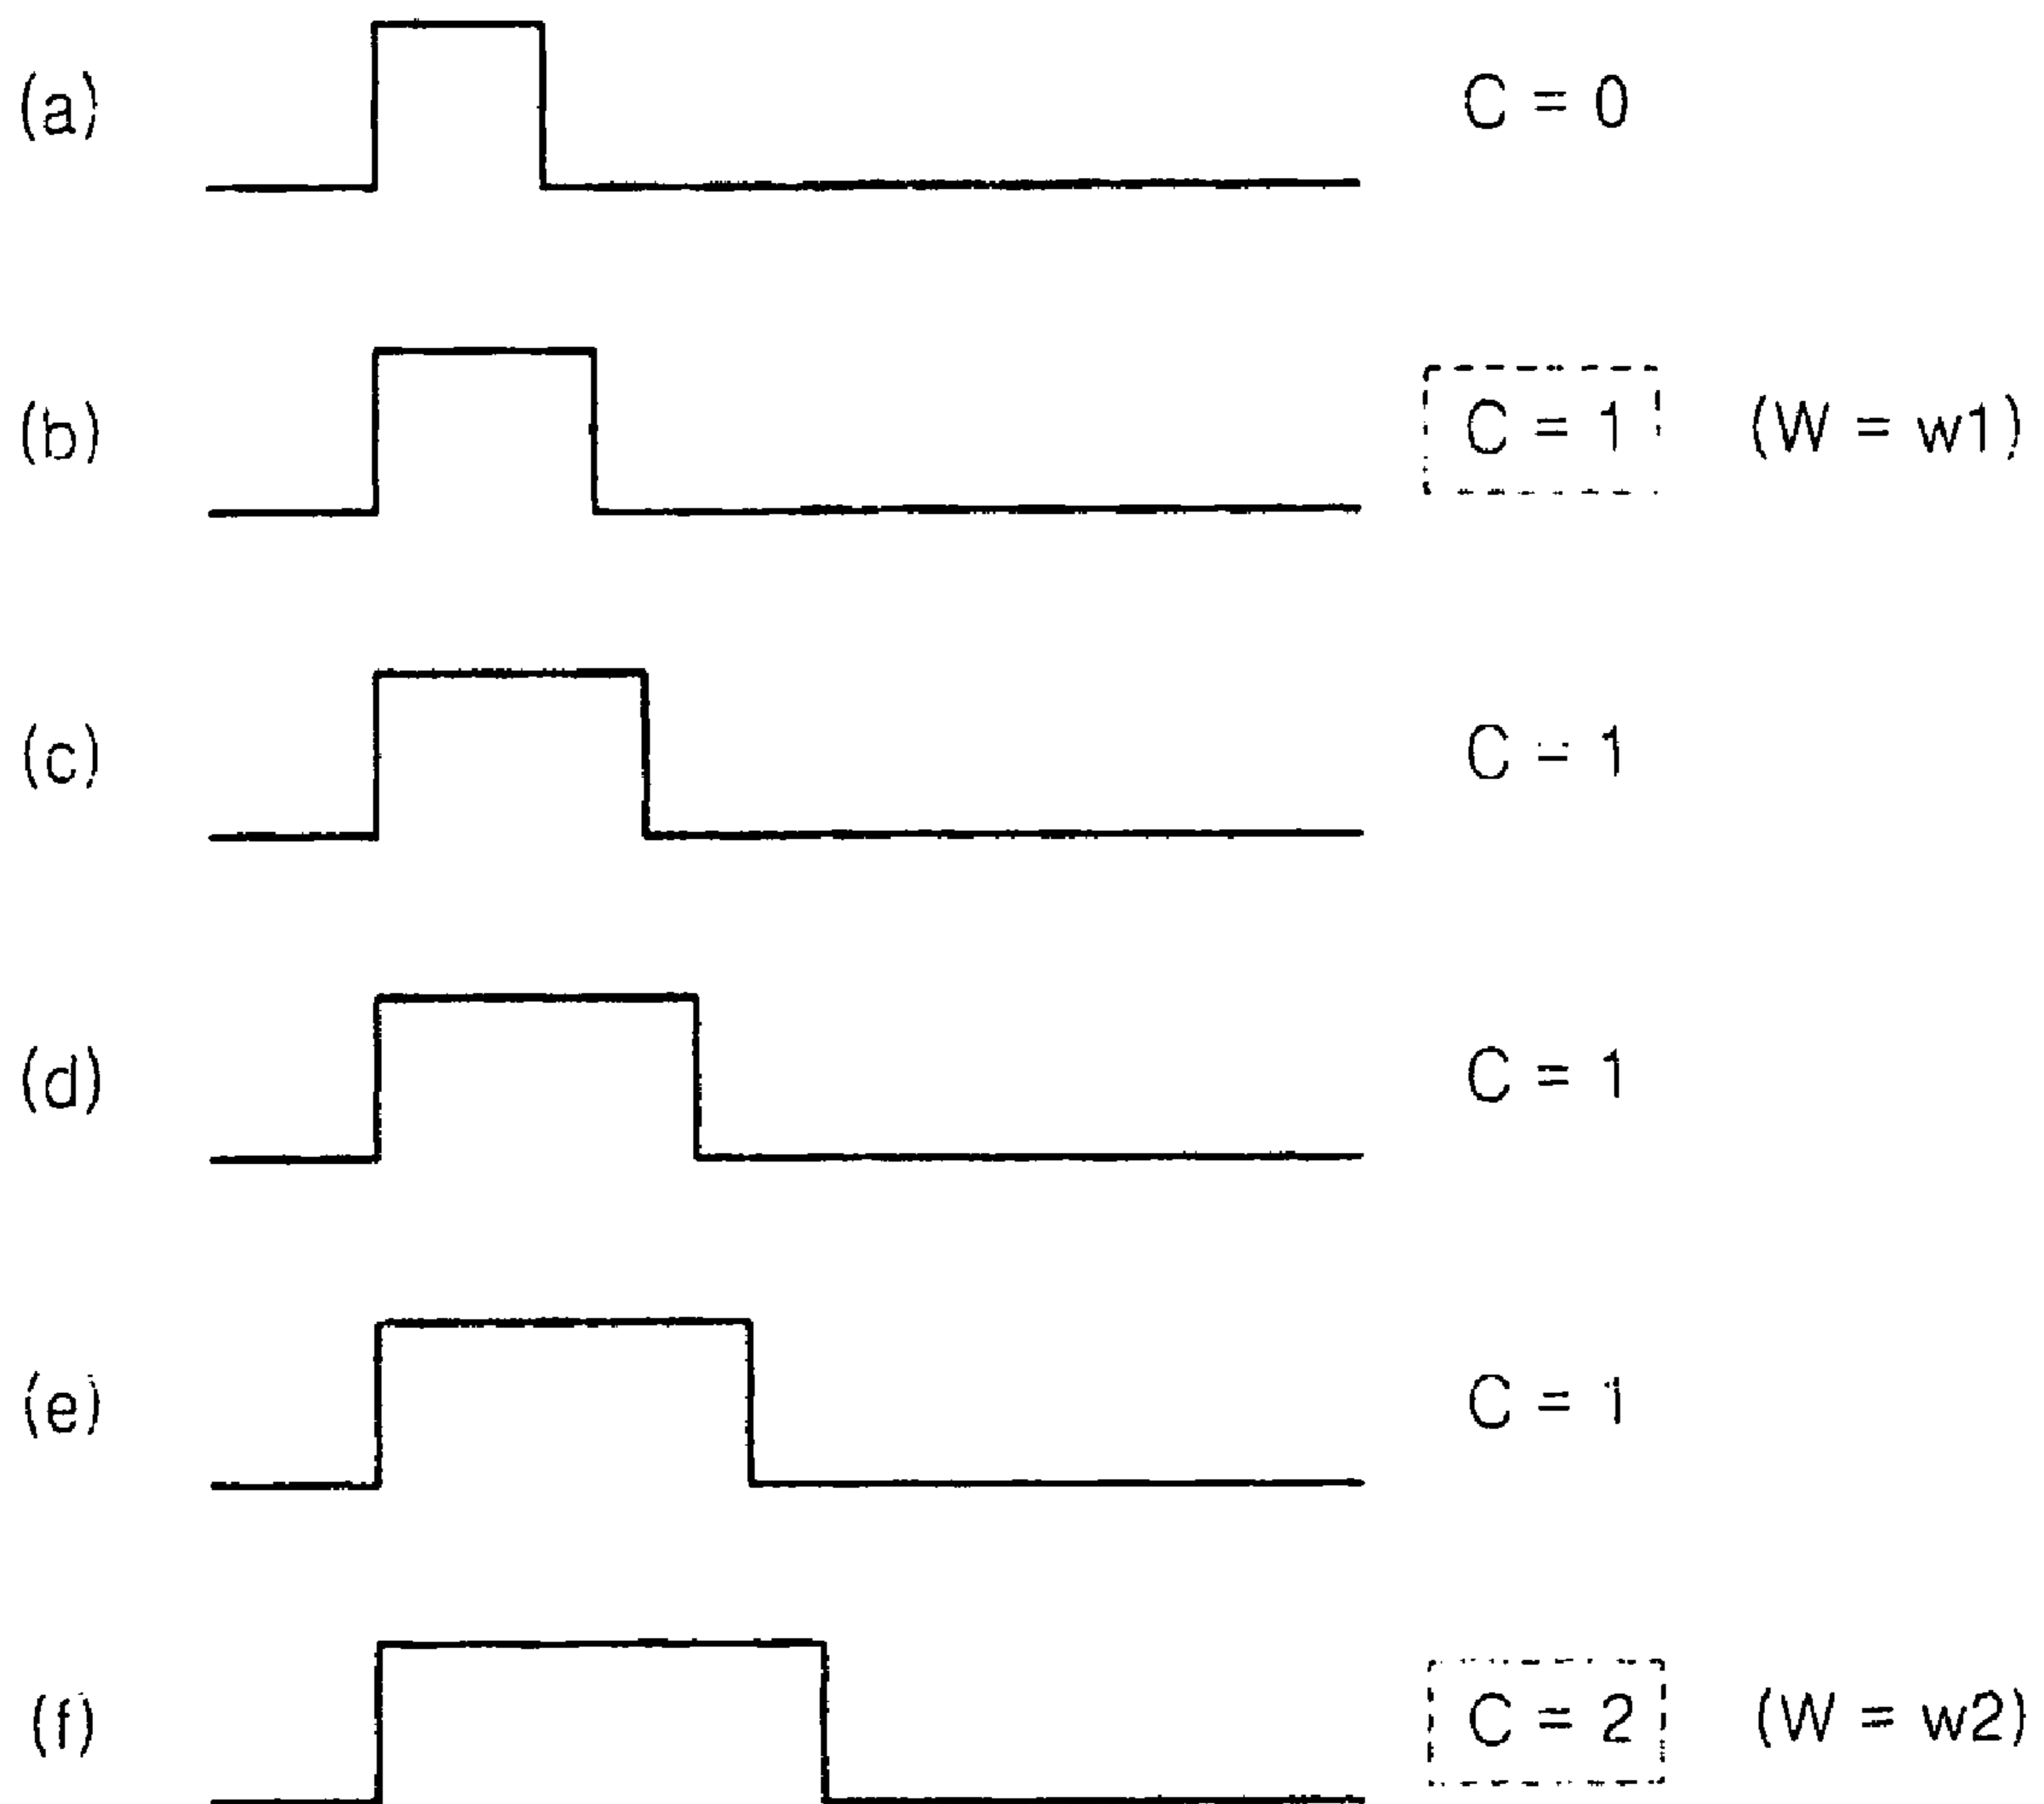 (a) C = 0
(b) C = 1 (W = w1)
(c) C = 1
(d) C = 1
(e) C = 1
(f) C = 2 (W = w2)